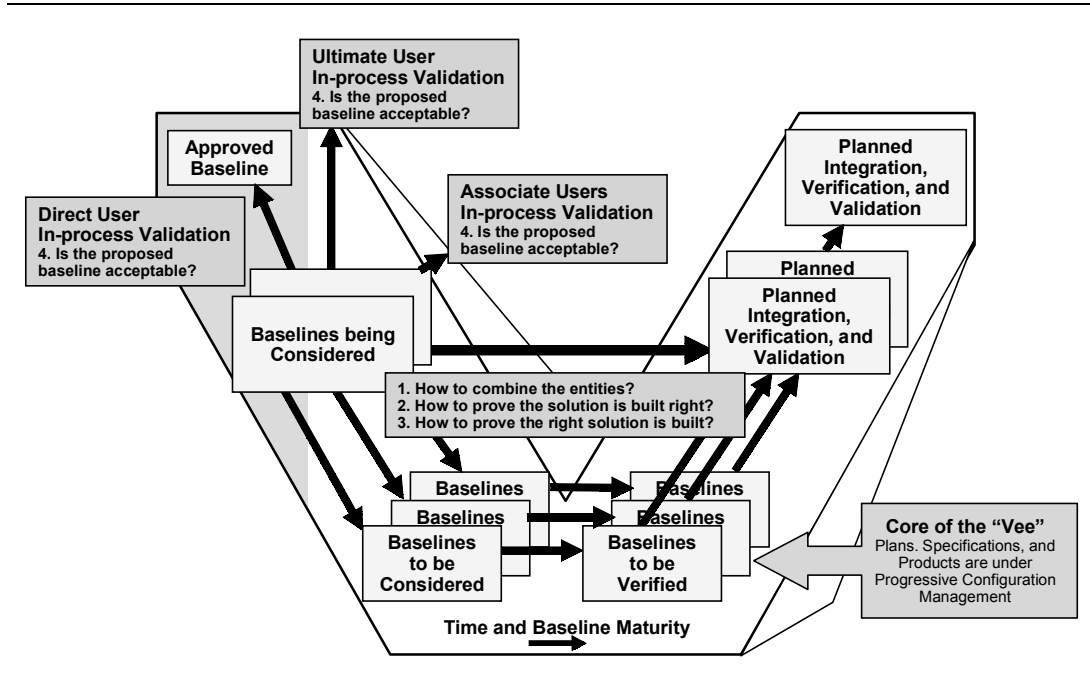 Ultimate User
In-process Validation
4. Is the proposed
baseline acceptable?
Approved
Baseline
Planned
Integration,
Verification, and
Validation
Direct User
In-process Validation
4. Is the proposed
baseline acceptable?
Associate Users
In-process Validation
4. Is the proposed
baseline acceptable?
Planned
Planned
Integration,
Verification, and
Validation
Baselines being
Considered
1. How to combine the entities?
2. How to prove the solution is built right?
3. How to prove the right solution is built?
Baselines
Baselines
Baselines
to be
Considered
Baselines
Baselines
Baselines
to be
Verified
Core of the “Vee”
Plans. Specifications, and
Products are under
Progressive Configuration
Management
Time and Baseline Maturity